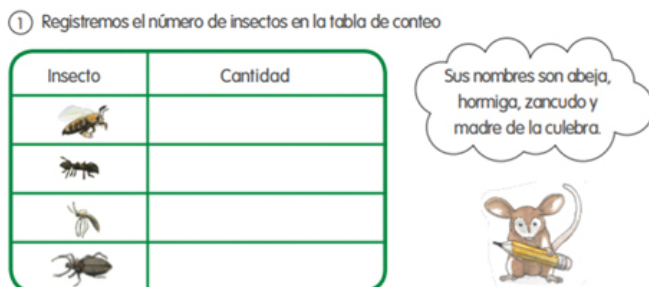 1 Registremos el número de insectos en la tabla de conteo
Insecto Cantidad
Sus nombres son abeja,
hormiga, zancudo y
madre de la culebra.